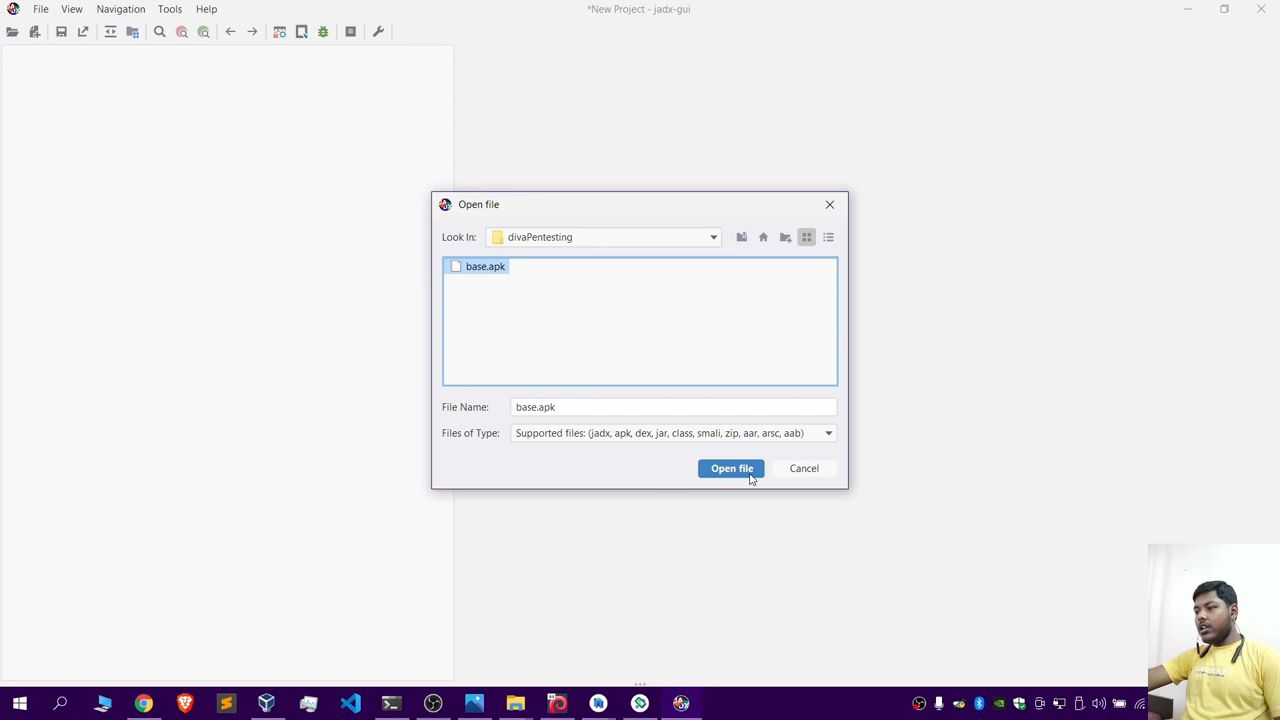 File View Navigation Tools Help
*New Project - jadx-gui
Open file
Look In: divaPentesting
base.apk
File Name: base.apk
Files of Type: Supported files: (jadx, apk, dex, jar, class, smali, zip, aar, arsc, aab)
Open file Cancel